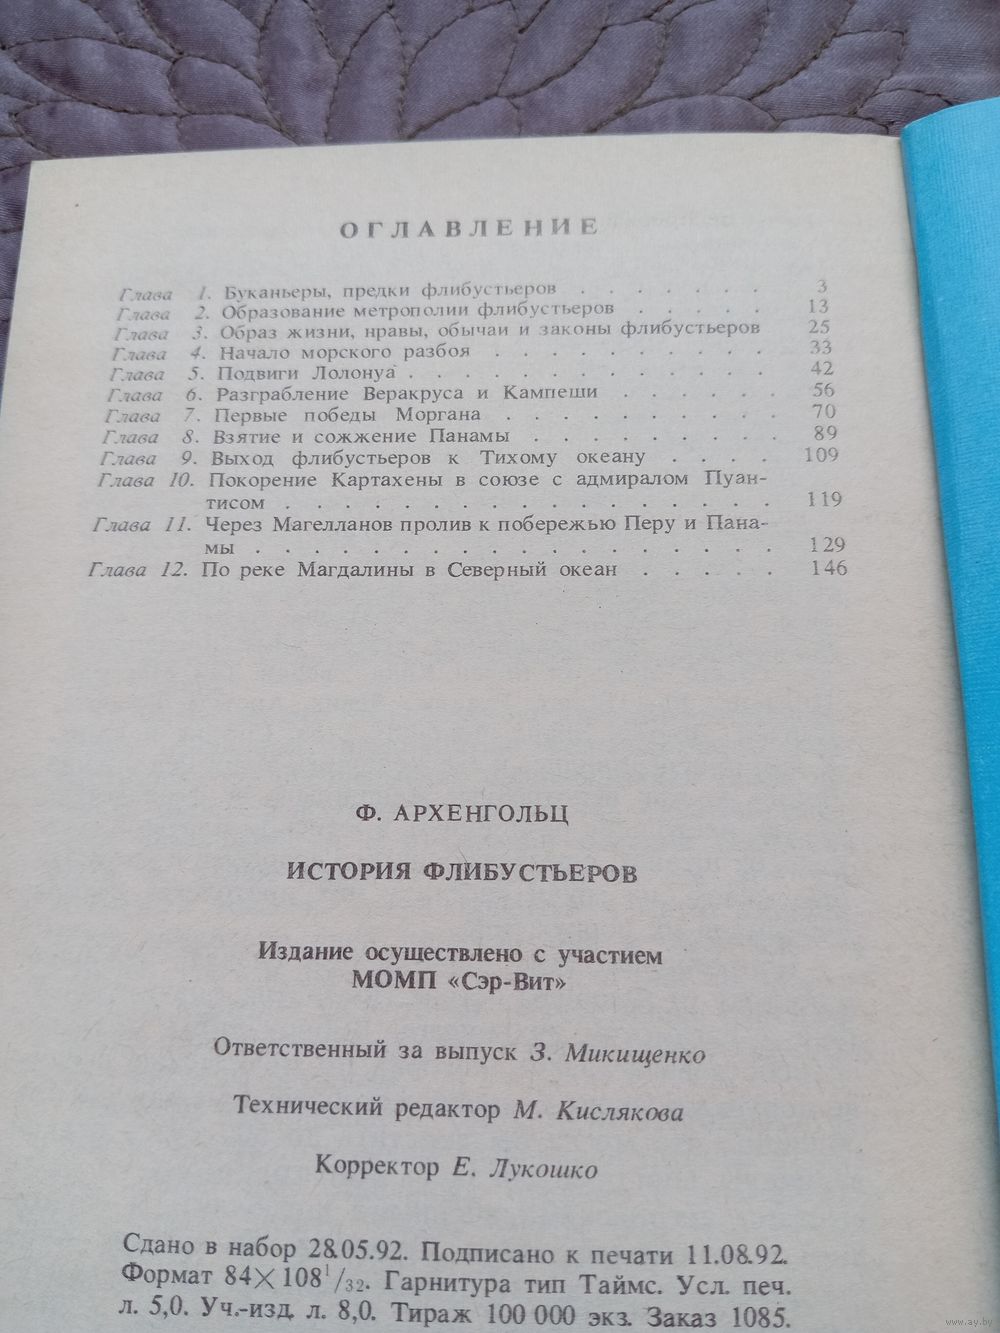 ОГЛАВЛЕНИЕ
Глава 1. Буканьеры, предки флибустьеров . . . . . . . 3
Глава 2. Образование метрополии флибустьеров . . . . . 13
Глава 3. Образ жизни, нравы, обычаи и законы флибустьеров 25
Глава 4. Начало морского разбоя . . . . . . . . . . 33
Глава 5. Подвиги Лолонуа . . . . . . . . . . . . . 42
Глава 6. Разграбление Веракруса и Кампеши . . . . . . 56
Глава 7. Первые победы Моргана . . . . . . . . . . 70
Глава 8. Взятие и сожжение Панамы . . . . . . . . . 89
Глава 9. Выход флибустьеров к Тихому океану . . . . 109
Глава 10. Покорение Картахены в союзе с адмиралом Пуан-
тисом . . . . . . . . . . . . . . . . . 119
Глава 11. Через Магелланов пролив к побережью Перу и Пана-
мы . . . . . . . . . . . . . . . . . . 129
Глава 12. По реке Магдалины в Северный океан . . . . . 146
Ф. АРХЕНГОЛЬЦ
ИСТОРИЯ ФЛИБУСТЬЕРОВ
Издание осуществлено с участием
МОМП «Сэр-Вит»
Ответственный за выпуск З. Микищенко
Технический редактор М. Кислякова
Корректор Е. Лукошко
Сдано в набор 28.05.92. Подписано к печати 11.08.92.
Формат 84×108¹/₃₂. Гарнитура тип Таймс. Усл. печ.
л. 5,0. Уч.-изд. л. 8,0. Тираж 100 000 экз. Заказ 1085.
www.ay.by